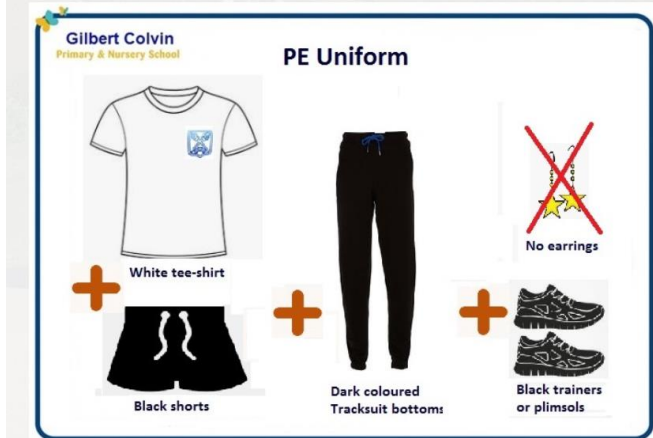 Gilbert Colvin
Primary & Nursery School
PE Uniform
White tee-shirt
Black shorts
Dark coloured
Tracksuit bottoms
No earrings
Black trainers
or plimsols